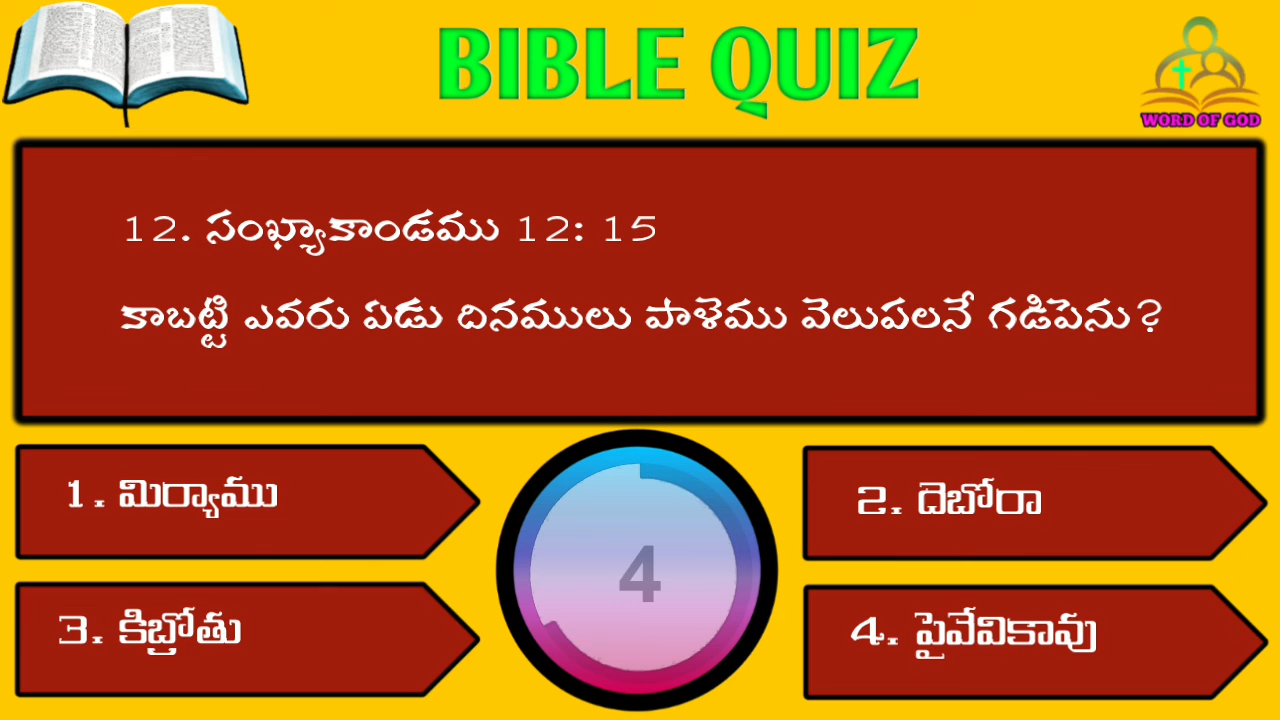 BIBLE QUIZ
WORD OF GOD
12. సంఖ్యాకాండము 12: 15
కాబట్టి ఎవరు ఏడు దినములు పాళెము వెలుపలనే గడిపెను?
1. మిర్యాము
2. దెబోరా
3. కిబ్రోతు
4. పైవేవికావు
4